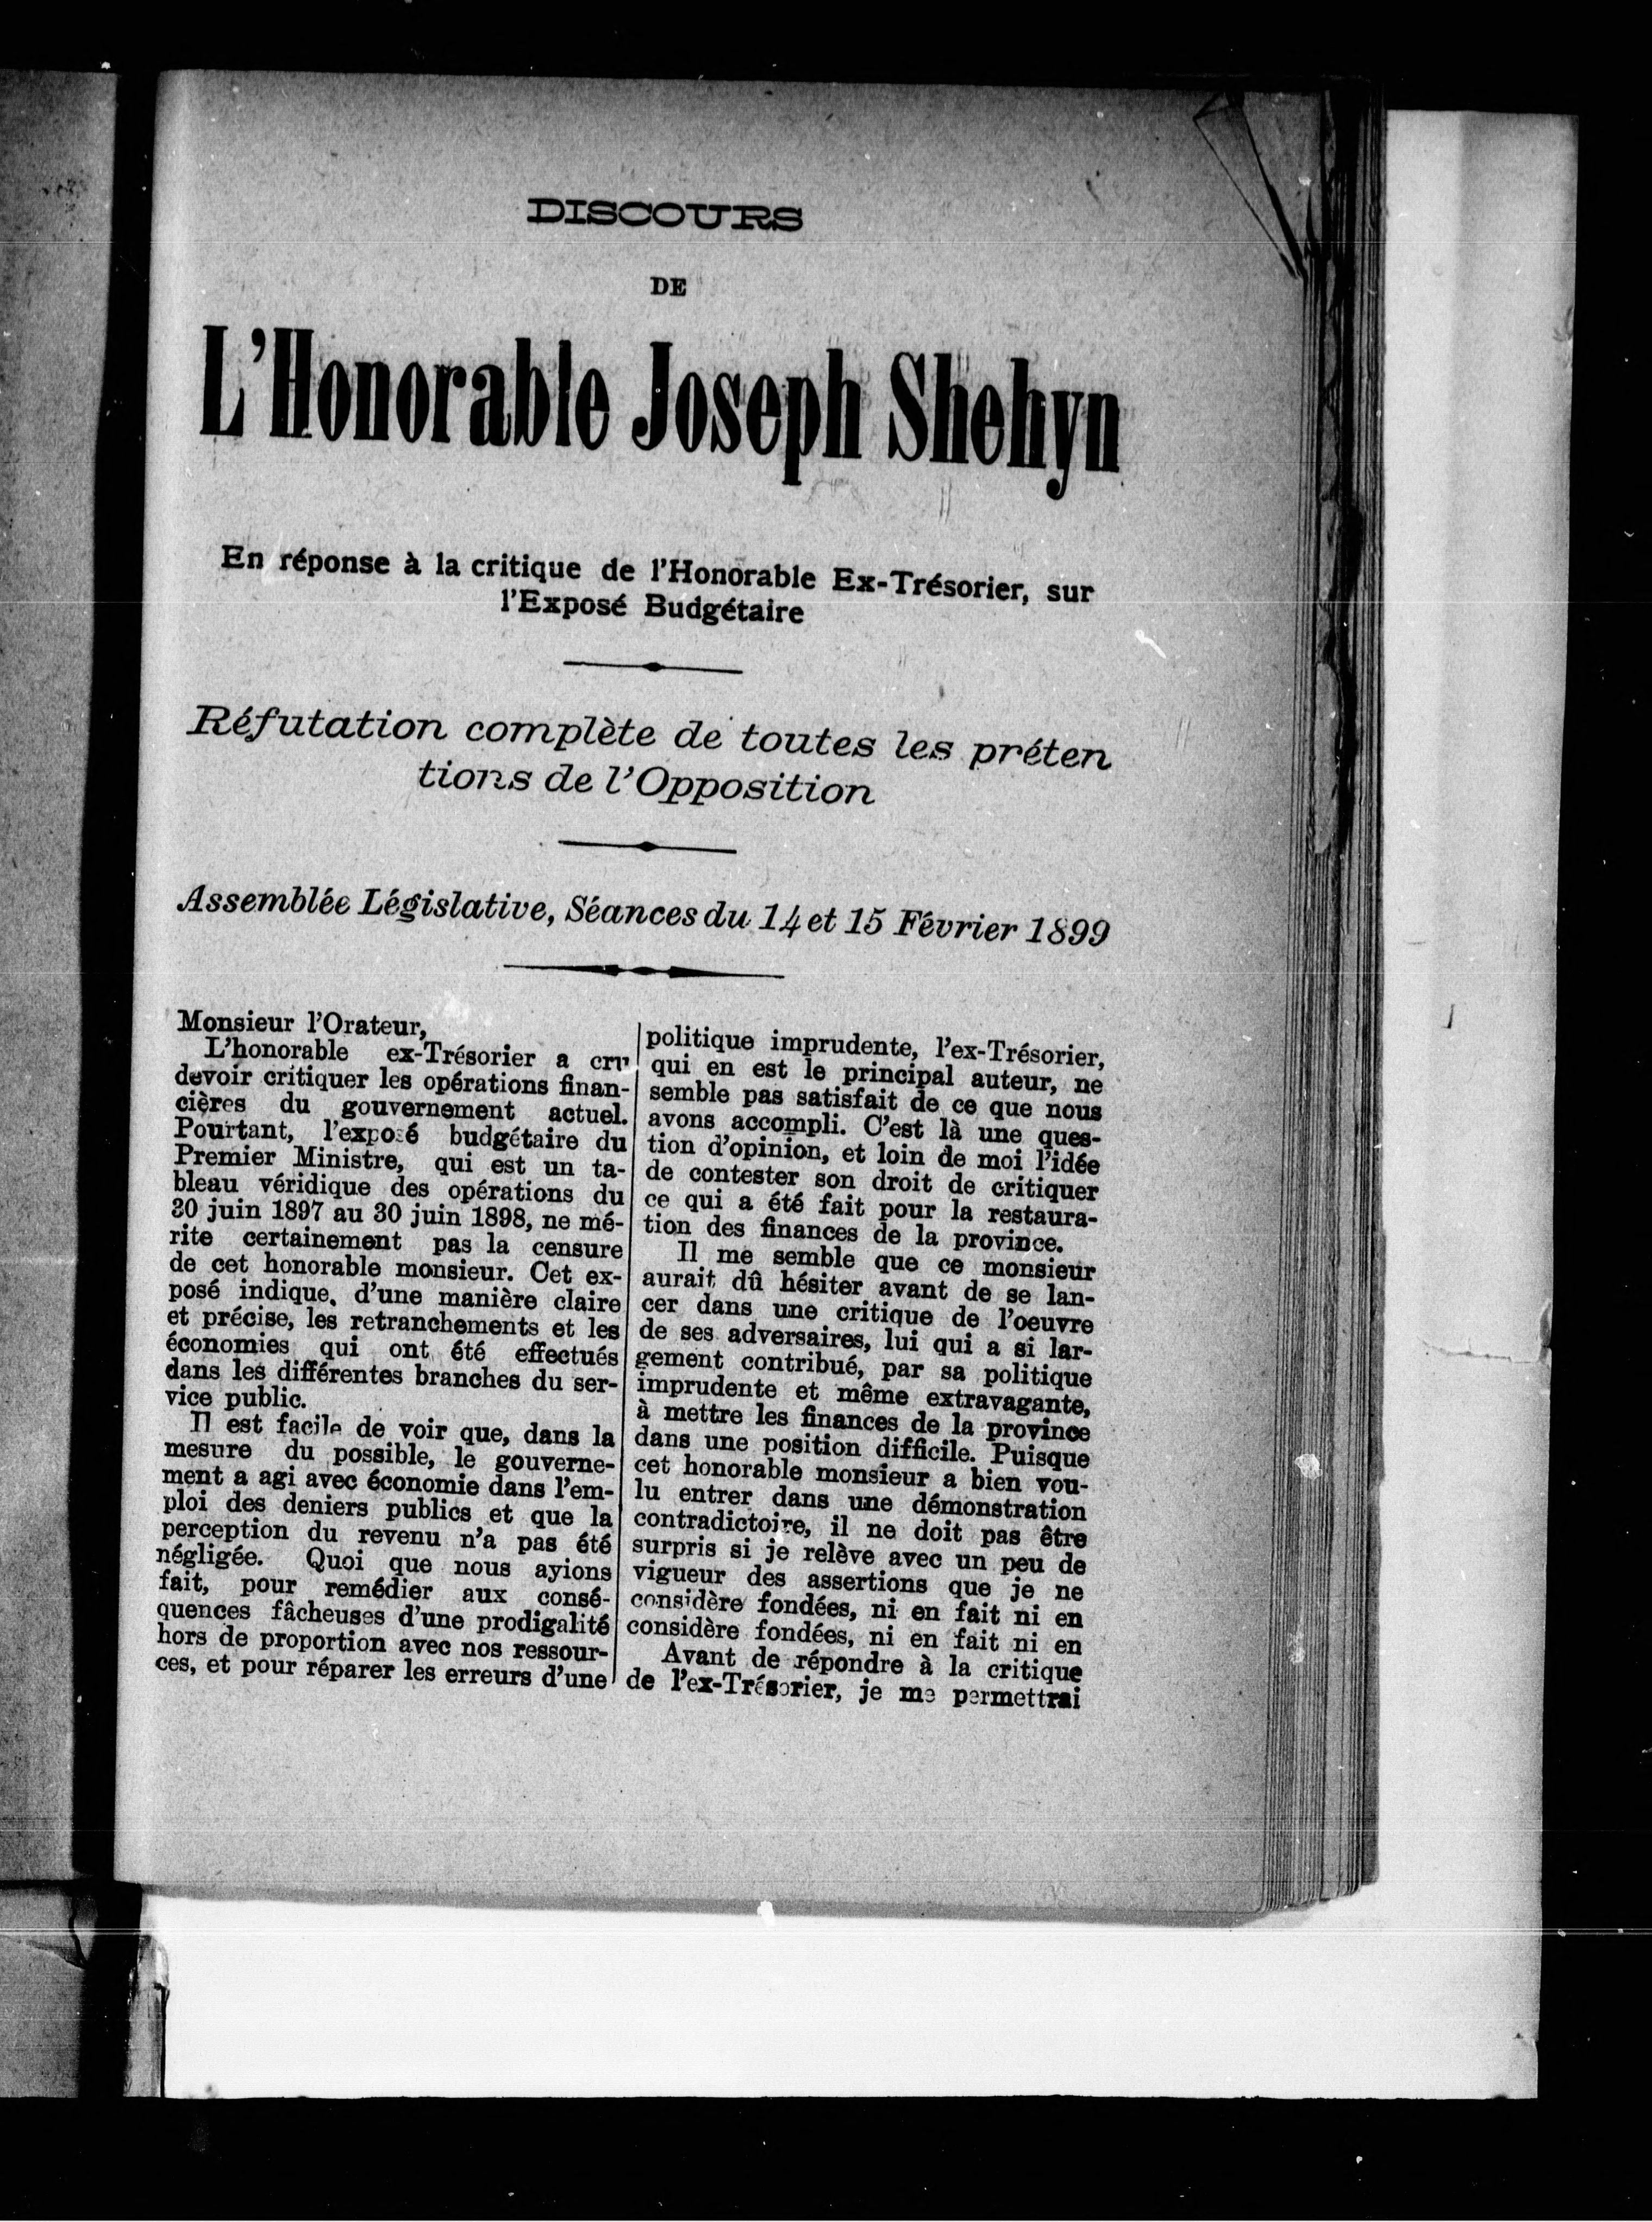 DISCOURS
DE
L'Honorable Joseph Shehyn
En réponse à la critique de l'Honorable Ex-Trésorier, sur
l'Exposé Budgétaire
Réfutation complète de toutes les préten
tions de l'Opposition
Assemblée Législative, Séances du 14 et 15 Février 1899
Monsieur l'Orateur,
L'honorable ex-Trésorier a cru
devoir critiquer les opérations finan-
cières du gouvernement actuel.
Pourtant, l'exposé budgétaire du
Premier Ministre, qui est un ta-
bleau véridique des opérations du
30 juin 1897 au 30 juin 1898, ne mé-
rite certainement pas la censure
de cet honorable monsieur. Cet ex-
posé indique, d'une manière claire
et précise, les retranchements et les
économies qui ont été effectués
dans les différentes branches du ser-
vice public.
Il est facile de voir que, dans la
mesure du possible, le gouverne-
ment a agi avec économie dans l'em-
ploi des deniers publics et que la
perception du revenu n'a pas été
négligée. Quoi que nous ayions
fait, pour remédier aux consé-
quences fâcheuses d'une prodigalité
hors de proportion avec nos ressour-
ces, et pour réparer les erreurs d'une
politique imprudente, l'ex-Trésorier,
qui en est le principal auteur, ne
semble pas satisfait de ce que nous
avons accompli. C'est là une ques-
tion d'opinion, et loin de moi l'idée
de contester son droit de critiquer
ce qui a été fait pour la restaura-
tion des finances de la province.
Il me semble que ce monsieur
aurait dû hésiter avant de se lan-
cer dans une critique de l'oeuvre
de ses adversaires, lui qui a si lar-
gement contribué, par sa politique
imprudente et même extravagante,
à mettre les finances de la province
dans une position difficile. Puisque
cet honorable monsieur a bien vou-
lu entrer dans une démonstration
contradictoire, il ne doit pas être
surpris si je relève avec un peu de
vigueur des assertions que je ne
considère fondées, ni en fait ni en
considère fondées, ni en fait ni en
Avant de répondre à la critique
de l'ex-Trésorier, je me permettrai